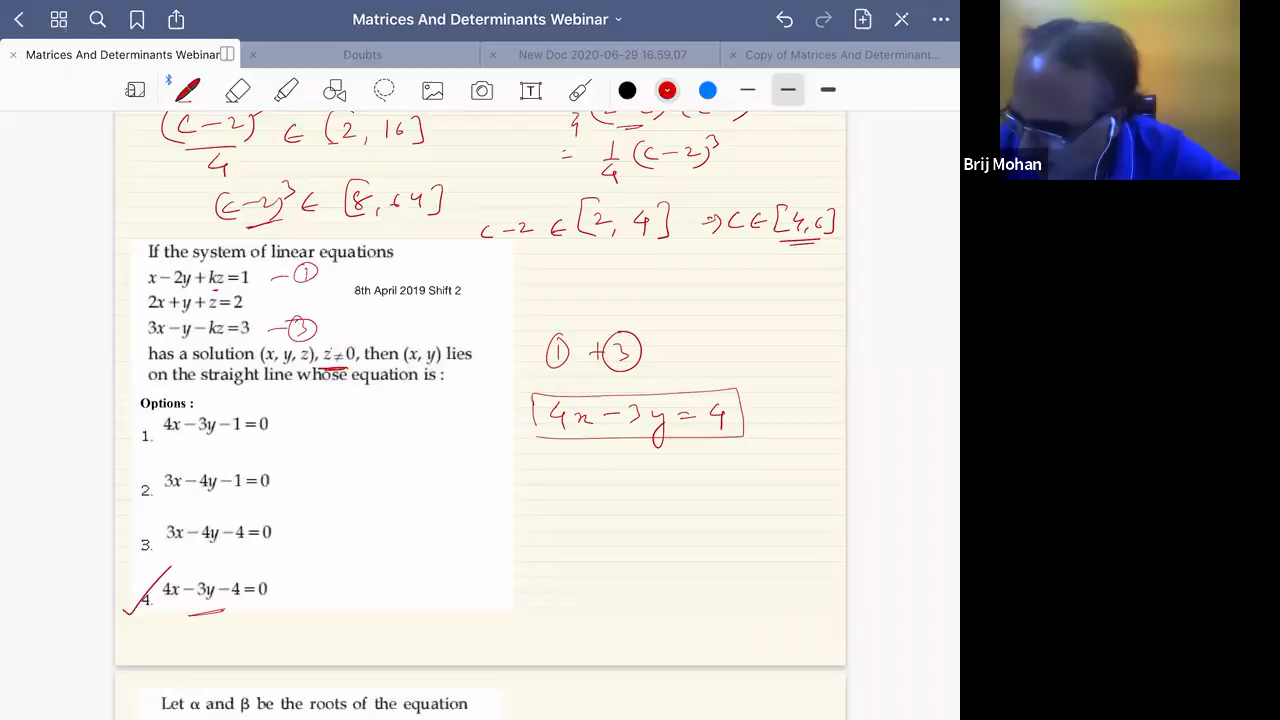 Matrices And Determinants Webinar
Matrices And Determinants Webinar
Doubts
New Doc 2020-06-29 16.59.07
Copy of Matrices And Determinant...
T
(c-2)³/4 ∈ (2, 16]
= 1/4 (c-2)³
(c-2)³ ∈ [8, 64]
c-2 ∈ [2, 4] ⇒ c ∈ [4, 6]
Brij Mohan
If the system of linear equations
x-2y+kz=1 - ①
8th April 2019 Shift 2
2x+y+z=2
3x-y-kz=3 - ③
has a solution (x, y, z), z≠0, then (x, y) lies
on the straight line whose equation is :
① + ③
4x - 3y = 4
Options :
1. 4x-3y-1=0
2. 3x-4y-1=0
3. 3x-4y-4=0
4. 4x-3y-4=0
Let α and β be the roots of the equation